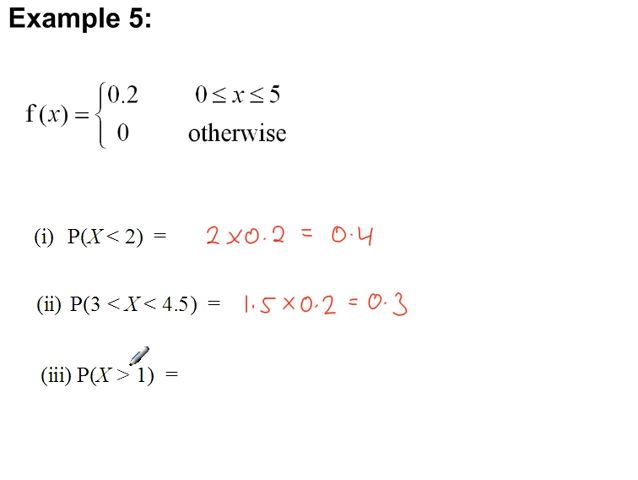 Example 5:
f(x) = { 0.2 0 ≤ x ≤ 5
0 otherwise
(i) P(X < 2) = 2 × 0.2 = 0.4
(ii) P(3 < X < 4.5) = 1.5 × 0.2 = 0.3
(iii) P(X > 1) =